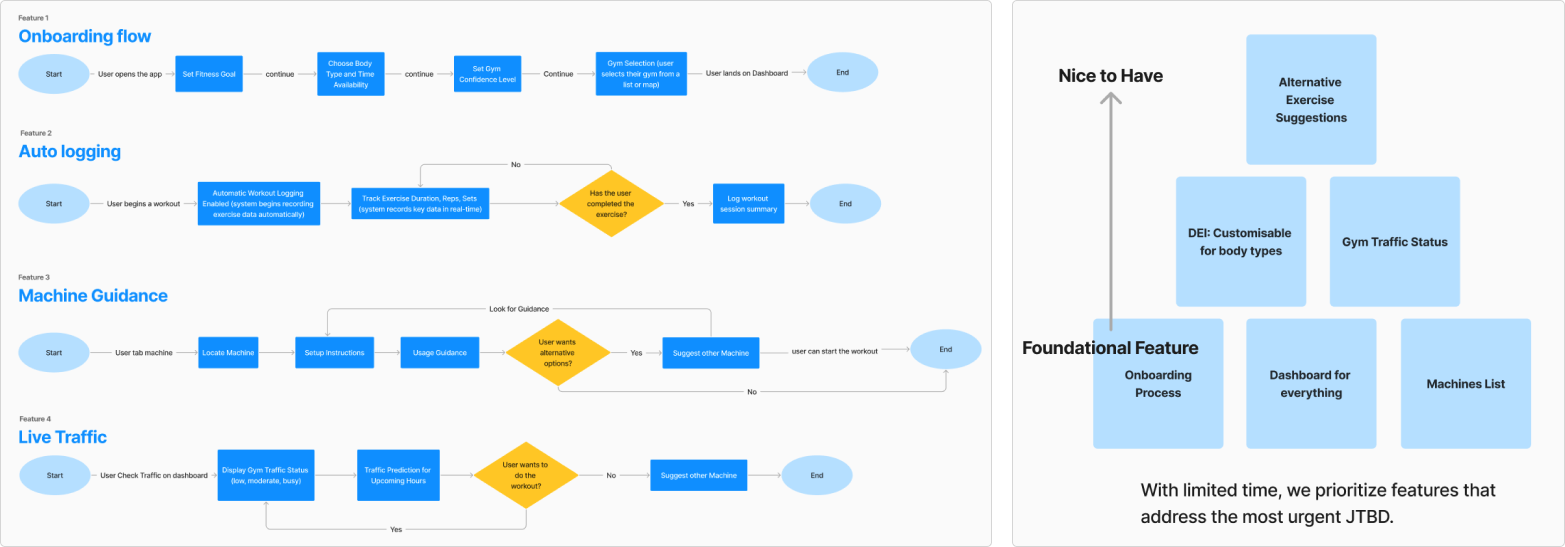 Feature 1
Onboarding flow
Start
User opens the app
Set Fitness Goal
continue
Choose Body
Type and Time
Availability
continue
Set Gym
Confidence Level
Continue
Gym Selection (user
selects their gym from a
list or map)
User lands on Dashboard
End
Feature 2
Auto logging
Start
User begins a workout
Automatic Workout Logging
Enabled (system begins recording
exercise data automatically)
Track Exercise Duration, Reps, Sets
(system records key data in real-time)
No
Has the user
completed the
exercise?
Yes
Log workout
session summary
End
Feature 3
Machine Guidance
Start
User tab machine
Locate Machine
Look for Guidance
Setup Instructions
Usage Guidance
User wants
alternative
options?
Yes
Suggest other Machine
user can start the workout
No
End
Feature 4
Live Traffic
Start
User Check Traffic on dashboard
Display Gym Traffic Status
(low, moderate, busy)
Traffic Prediction for
Upcoming Hours
User wants to
do the
workout?
No
Suggest other Machine
End
Yes
Nice to Have
Alternative
Exercise
Suggestions
DEI: Customisable
for body types
Gym Traffic Status
Foundational Feature
Onboarding
Process
Dashboard for
everything
Machines List
With limited time, we prioritize features that
address the most urgent JTBD.